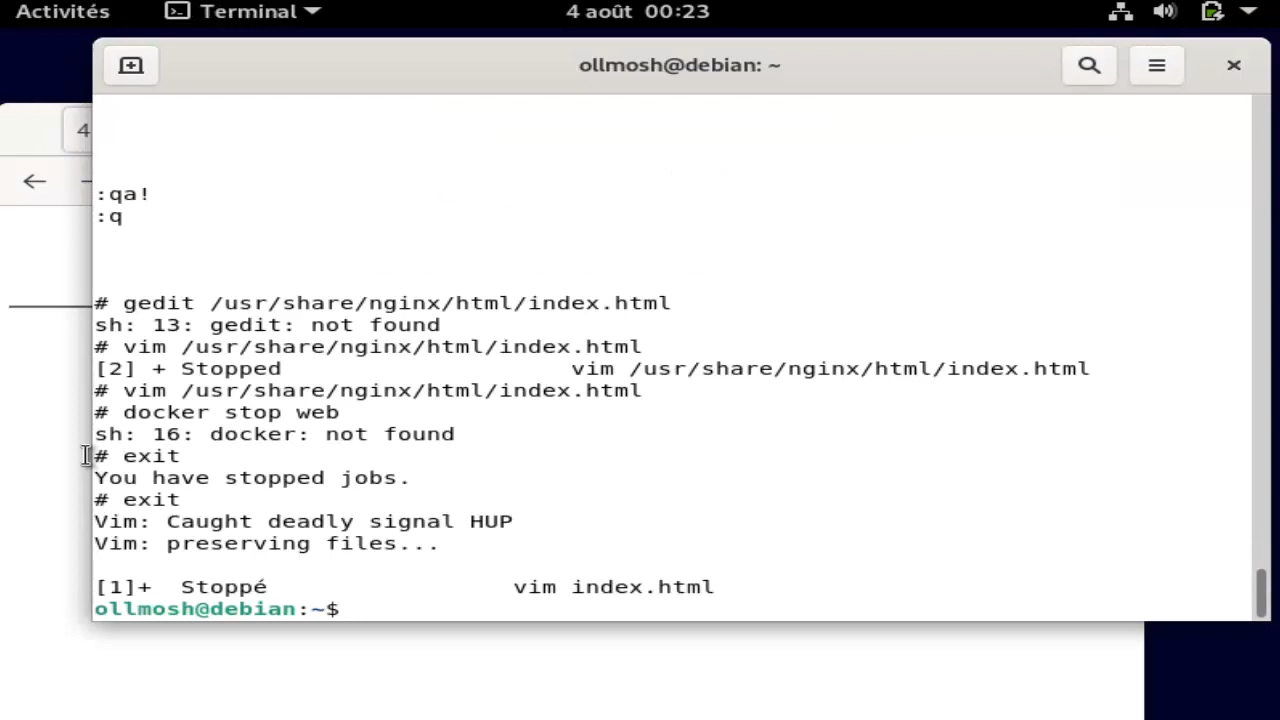 Activités Terminal 4 août 00:23
ollmosh@debian: ~
4
:qa!
:q
# gedit /usr/share/nginx/html/index.html
sh: 13: gedit: not found
# vim /usr/share/nginx/html/index.html
[2] + Stopped vim /usr/share/nginx/html/index.html
# vim /usr/share/nginx/html/index.html
# docker stop web
sh: 16: docker: not found
# exit
You have stopped jobs.
# exit
Vim: Caught deadly signal HUP
Vim: preserving files...
[1]+ Stoppé vim index.html
ollmosh@debian:~$